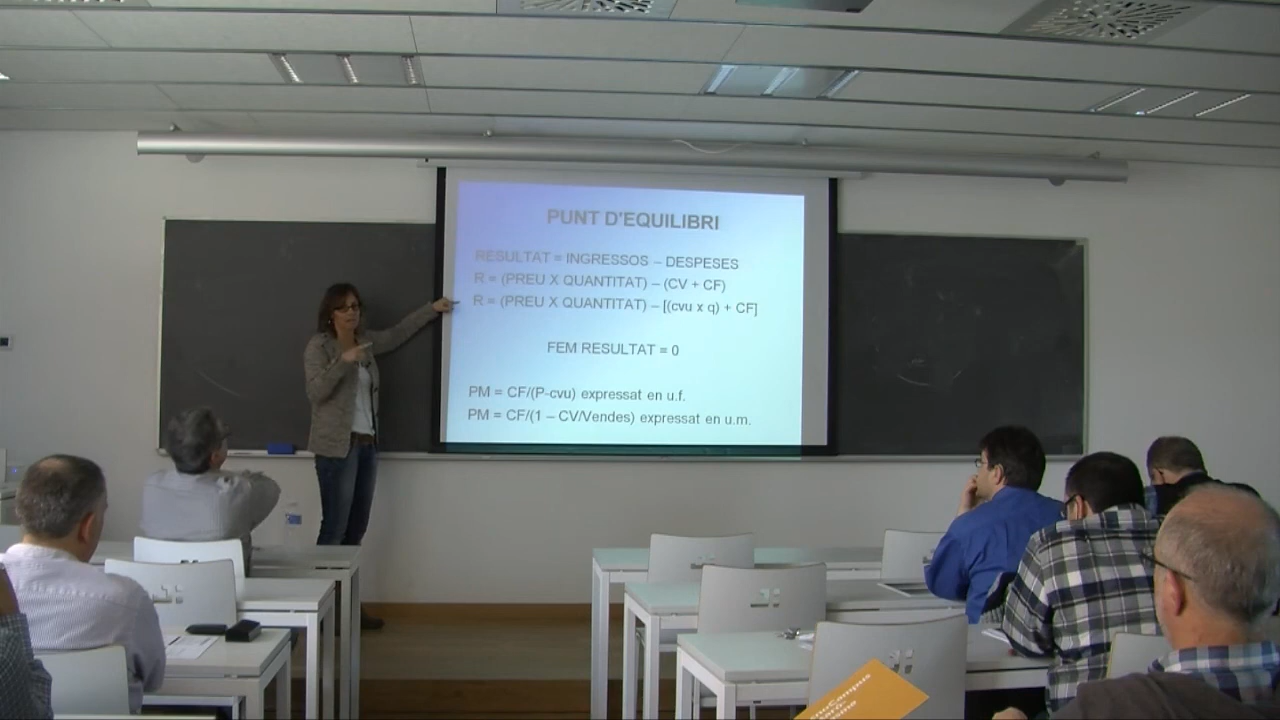 PUNT D'EQUILIBRI
RESULTAT = INGRESSOS – DESPESES
R = (PREU X QUANTITAT) – (CV + CF)
R = (PREU X QUANTITAT) – [(cvu x q) + CF]
FEM RESULTAT = 0
PM = CF/(P-cvu) expressat en u.f.
PM = CF/(1 – CV/Vendes) expressat en u.m.